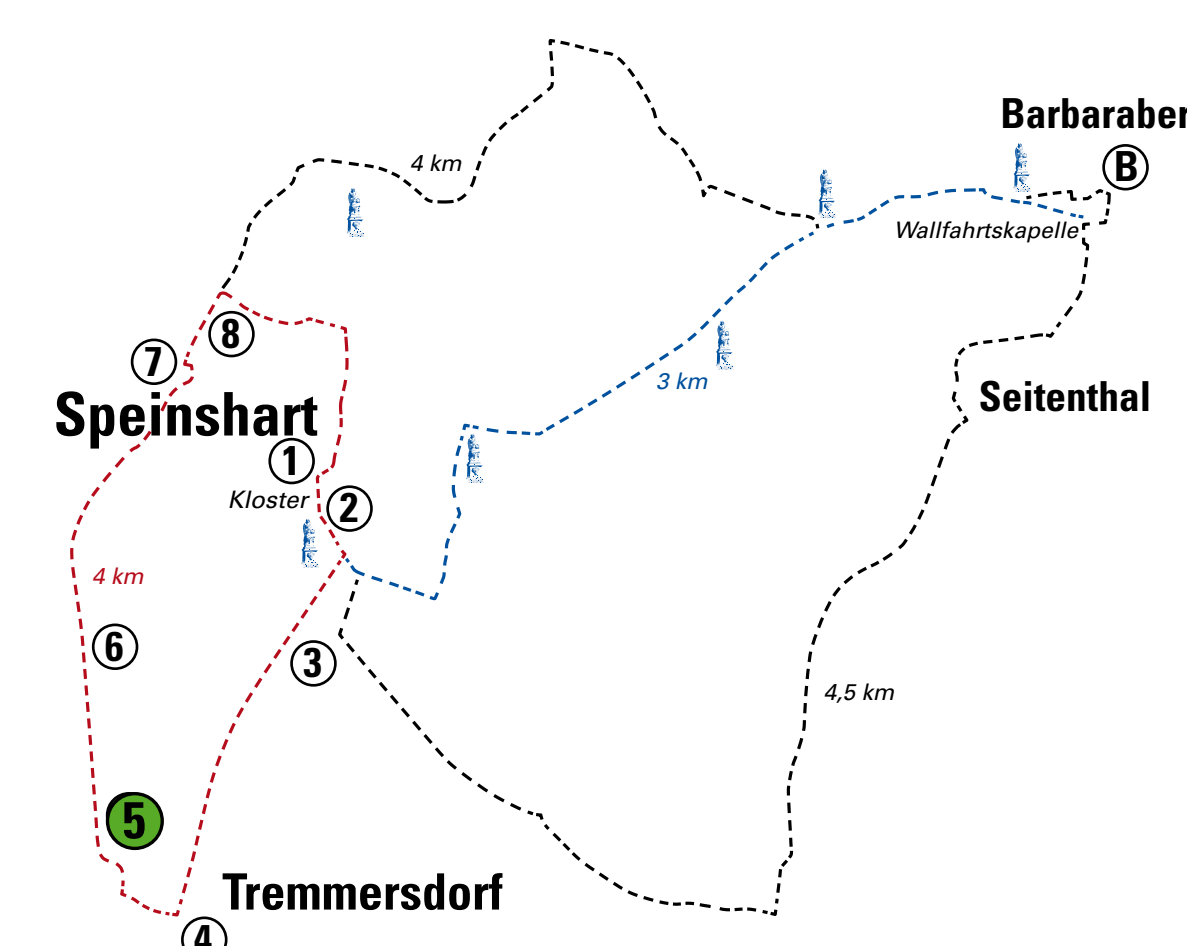 Barbaraber
4 km
B
Wallfahrtskapelle
8
7
3 km
Seitenthal
Speinshart
1
Kloster
2
4 km
6
3
4,5 km
5
Tremmersdorf
4